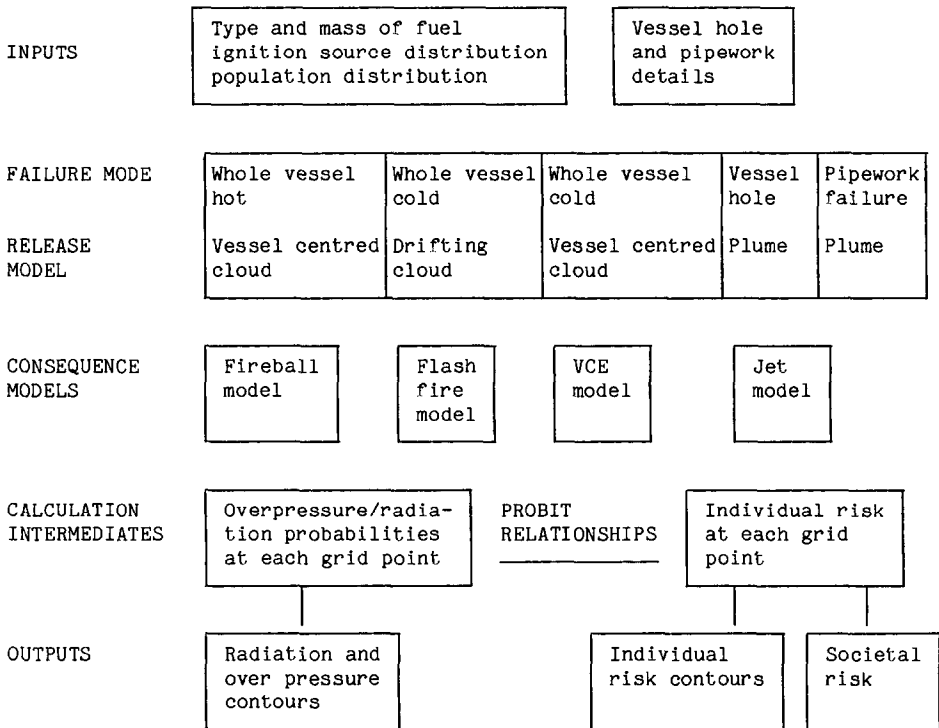 INPUTS
Type and mass of fuel
ignition source distribution
population distribution
Vessel hole
and pipework
details
FAILURE MODE
Whole vessel
hot
Whole vessel
cold
Whole vessel
cold
Vessel
hole
Pipework
failure
RELEASE
MODEL
Vessel centred
cloud
Drifting
cloud
Vessel centred
cloud
Plume
Plume
CONSEQUENCE
MODELS
Fireball
model
Flash
fire
model
VCE
model
Jet
model
CALCULATION
INTERMEDIATES
Overpressure/radia-
tion probabilities
at each grid point
PROBIT
RELATIONSHIPS
Individual risk
at each grid
point
OUTPUTS
Radiation and
over pressure
contours
Individual
risk contours
Societal
risk